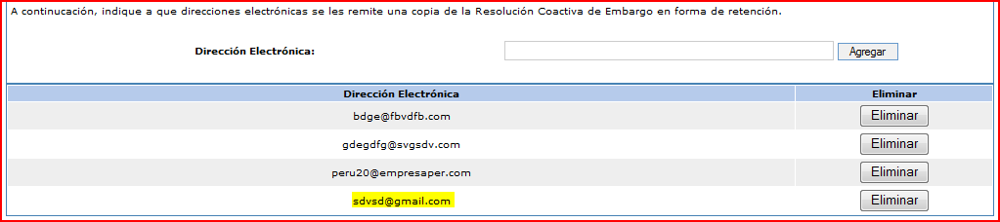 A continuación, indique a que direcciones electrónicas se les remite una copia de la Resolución Coactiva de Embargo en forma de retención.
Dirección Electrónica: Agregar
Dirección Electrónica Eliminar
bdge@fbvdfb.com Eliminar
gdegdfg@svgsdv.com Eliminar
peru20@empresaper.com Eliminar
sdvsd@gmail.com Eliminar